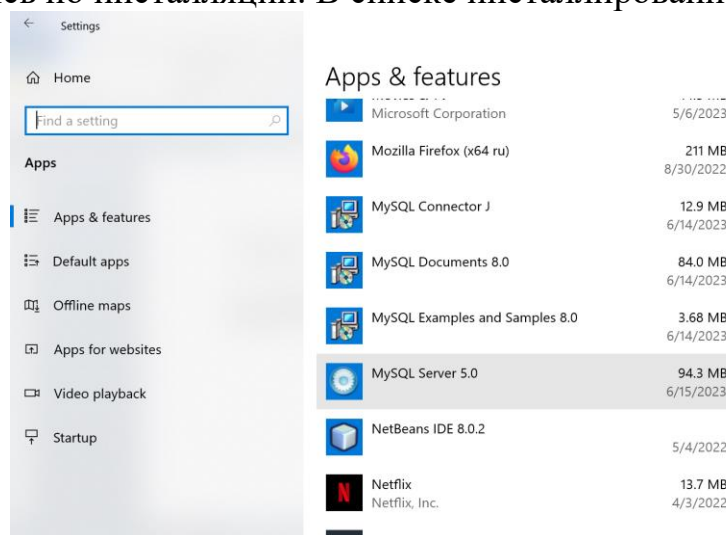 по инсталляции. В списке
Settings
Home
Find a setting
Apps
Apps & features
Default apps
Offline maps
Apps for websites
Video playback
Startup
Apps & features
Microsoft Corporation
5/6/2023
Mozilla Firefox (x64 ru)
211 MB
8/30/2022
MySQL Connector J
12.9 MB
6/14/2023
MySQL Documents 8.0
84.0 MB
6/14/2023
MySQL Examples and Samples 8.0
3.68 MB
6/14/2023
MySQL Server 5.0
94.3 MB
6/15/2023
NetBeans IDE 8.0.2
5/4/2022
Netflix
13.7 MB
Netflix, Inc.
4/3/2022